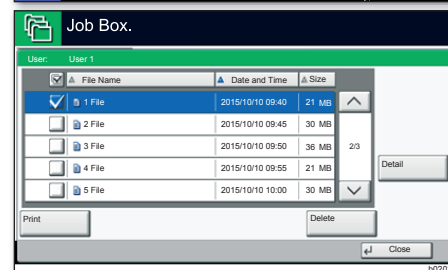 Job Box.
User: User 1
File Name Date and Time Size
1 File 2015/10/10 09:40 21 MB
2 File 2015/10/10 09:45 30 MB
3 File 2015/10/10 09:50 36 MB
2/3
4 File 2015/10/10 09:55 21 MB
Detail
5 File 2015/10/10 10:00 30 MB
Print Delete
Close